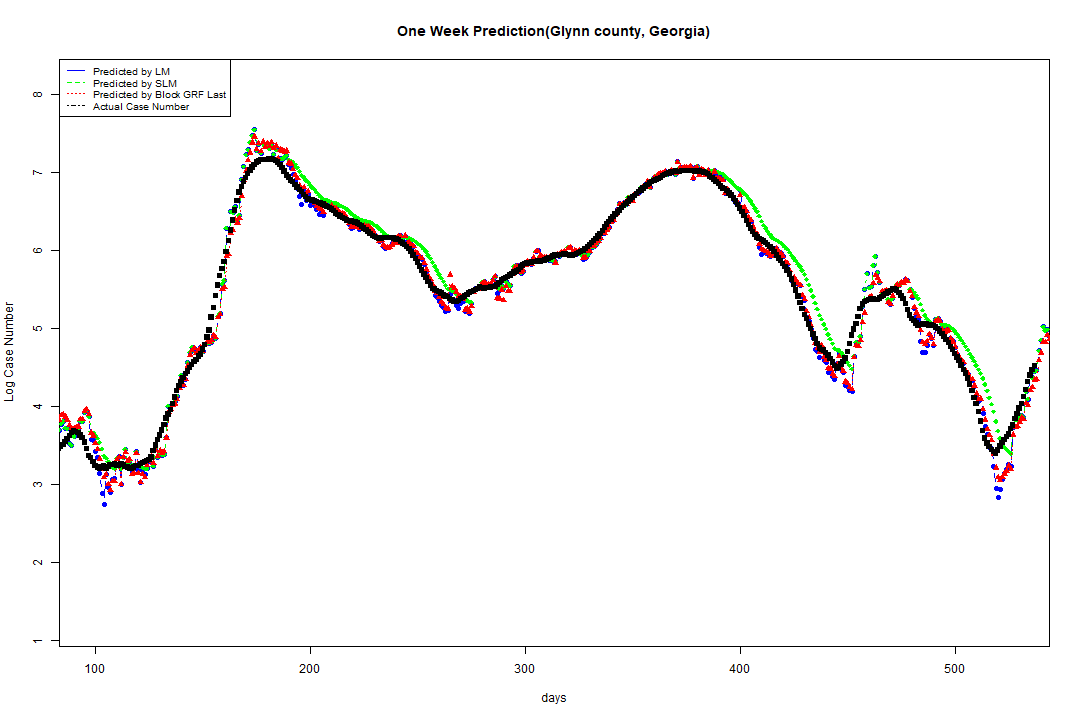 One Week Prediction(Glynn county, Georgia)
Predicted by LM
Predicted by SLM
Predicted by Block GRF Last
Actual Case Number
8
7
6
5
4
3
2
1
Log Case Number
100 200 300 400 500
days